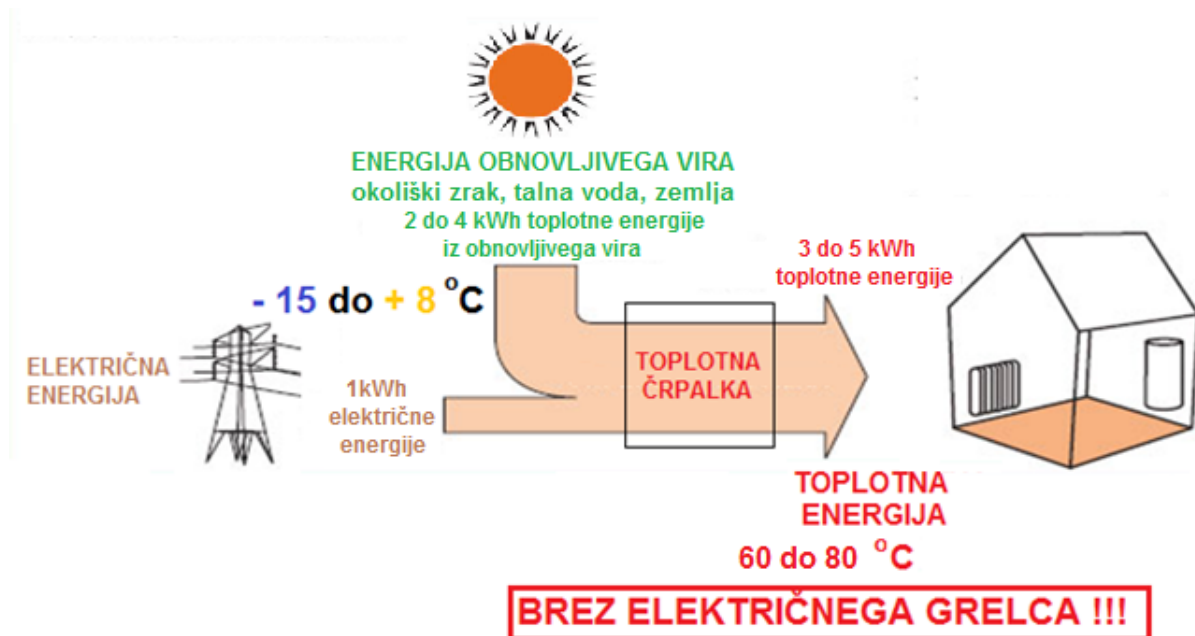 ENERGIJA OBNOVLJIVEGA VIRA
okoliški zrak, talna voda, zemlja
2 do 4 kWh toplotne energije
iz obnovljivega vira
- 15 do + 8 °C
3 do 5 kWh
toplotne energije
ELEKTRIČNA
ENERGIJA
1kWh
električne
energije
TOPLOTNA
ČRPALKA
TOPLOTNA
ENERGIJA
60 do 80 °C
BREZ ELEKTRIČNEGA GRELCA !!!